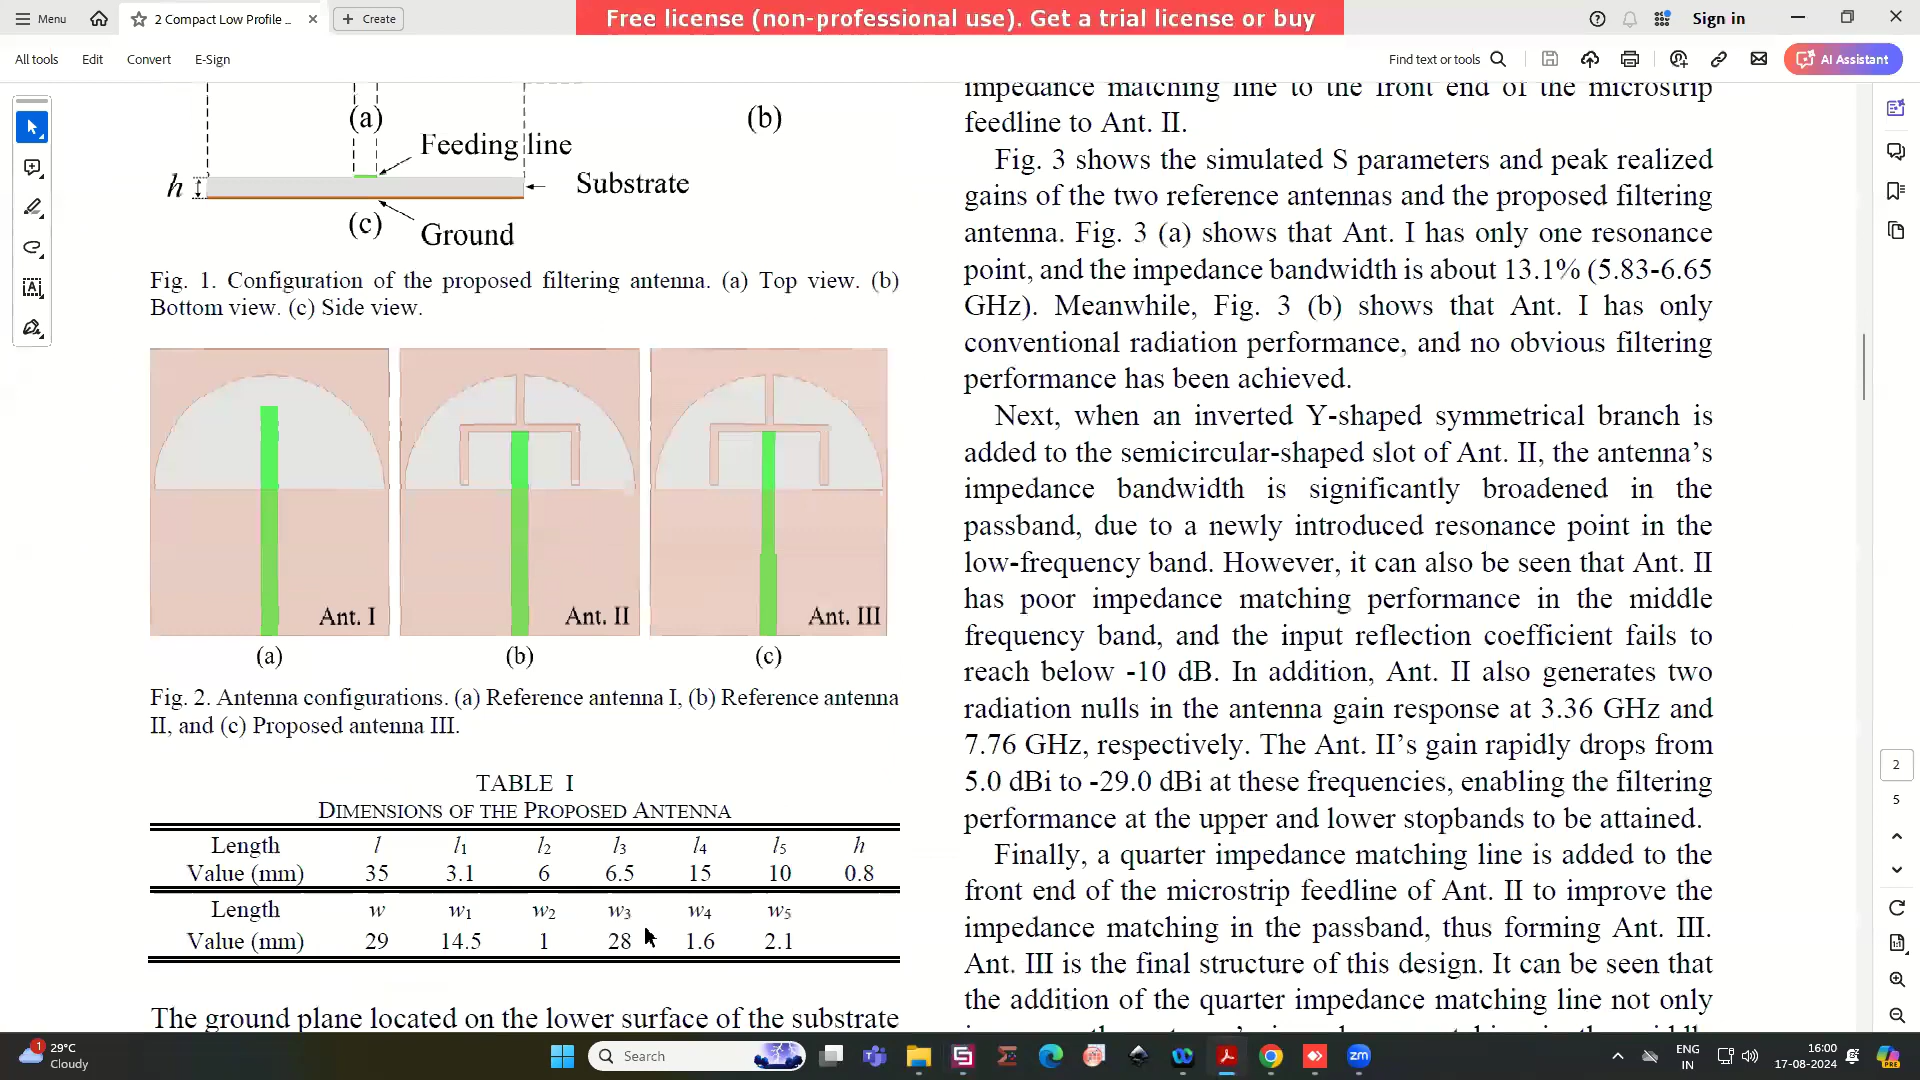 Menu
2 Compact Low Profile ...
Create
Free license (non-professional use). Get a trial license or buy
Sign in
All tools
Edit
Convert
E-Sign
Find text or tools
AI Assistant
(a)
(b)
Feeding line
h
Substrate
(c)
Ground
Fig. 1. Configuration of the proposed filtering antenna. (a) Top view. (b)
Bottom view. (c) Side view.
Ant. I
Ant. II
Ant. III
(a)
(b)
(c)
Fig. 2. Antenna configurations. (a) Reference antenna I, (b) Reference antenna
II, and (c) Proposed antenna III.
TABLE I
DIMENSIONS OF THE PROPOSED ANTENNA
Length l l1 l2 l3 l4 l5 h
Value (mm) 35 3.1 6 6.5 15 10 0.8
Length w w1 w2 w3 w4 w5
Value (mm) 29 14.5 1 28 1.6 2.1
The ground plane located on the lower surface of the substrate
impedance matching line to the front end of the microstrip
feedline to Ant. II.
Fig. 3 shows the simulated S parameters and peak realized
gains of the two reference antennas and the proposed filtering
antenna. Fig. 3 (a) shows that Ant. I has only one resonance
point, and the impedance bandwidth is about 13.1% (5.83-6.65
GHz). Meanwhile, Fig. 3 (b) shows that Ant. I has only
conventional radiation performance, and no obvious filtering
performance has been achieved.
Next, when an inverted Y-shaped symmetrical branch is
added to the semicircular-shaped slot of Ant. II, the antenna's
impedance bandwidth is significantly broadened in the
passband, due to a newly introduced resonance point in the
low-frequency band. However, it can also be seen that Ant. II
has poor impedance matching performance in the middle
frequency band, and the input reflection coefficient fails to
reach below -10 dB. In addition, Ant. II also generates two
radiation nulls in the antenna gain response at 3.36 GHz and
7.76 GHz, respectively. The Ant. II's gain rapidly drops from
5.0 dBi to -29.0 dBi at these frequencies, enabling the filtering
performance at the upper and lower stopbands to be attained.
Finally, a quarter impedance matching line is added to the
front end of the microstrip feedline of Ant. II to improve the
impedance matching in the passband, thus forming Ant. III.
Ant. III is the final structure of this design. It can be seen that
the addition of the quarter impedance matching line not only
2
5
1
29°C
Cloudy
Search
zm
ENG
IN
16:00
17-08-2024